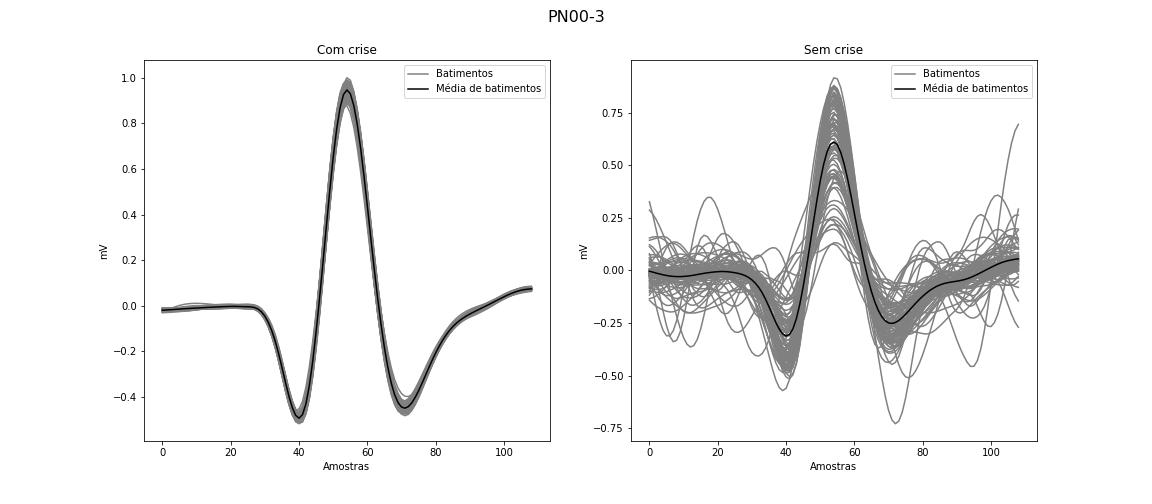 PN00-3
Com crise
Batimentos
Média de batimentos
1.0
0.8
0.6
0.4
0.2
0.0
−0.2
−0.4
mV
0 20 40 60 80 100
Amostras
Sem crise
Batimentos
Média de batimentos
0.75
0.50
0.25
0.00
−0.25
−0.50
−0.75
mV
0 20 40 60 80 100
Amostras